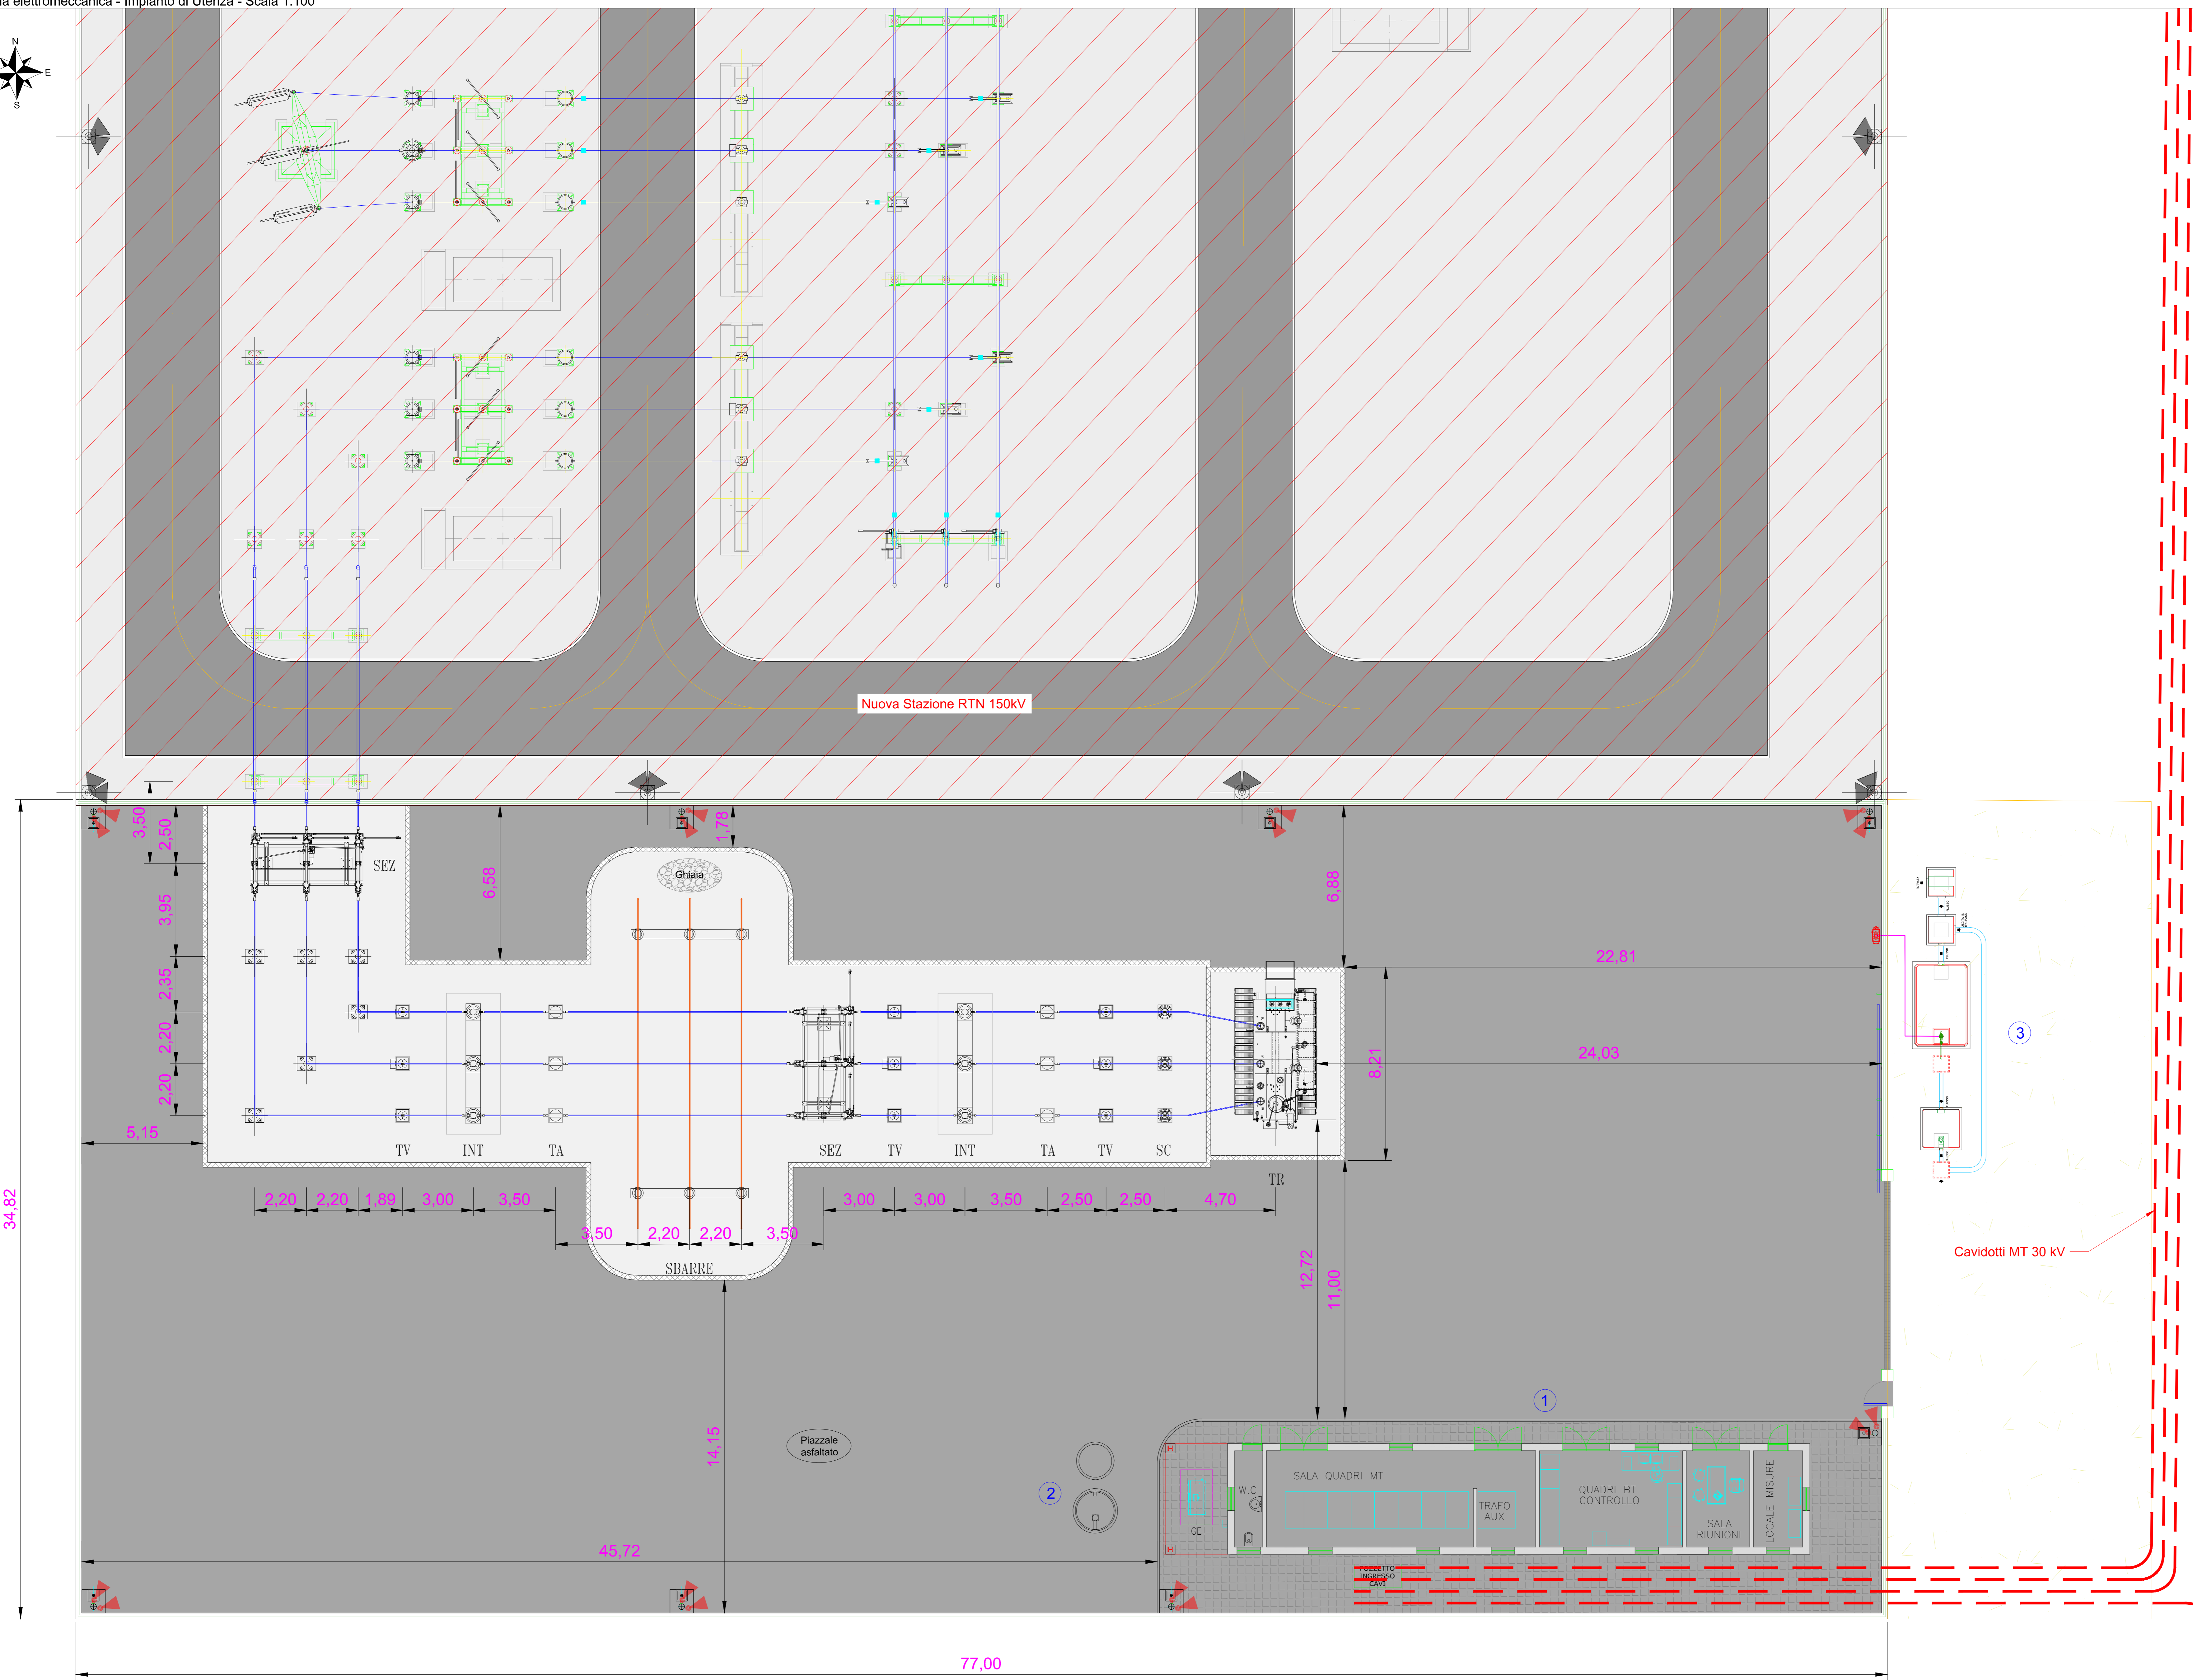 elettromeccanica - Impianto di Utenza - Scala 1:100
N
E
S
Nuova Stazione RTN 150kV
3,50
2,50
1,78
SEZ
Ghiaia
6,58
6,88
3,95
22,81
2,35
3
2,20
24,03
8,21
2,20
5,15
TV
INT
TA
SEZ
TV
INT
TA
TV
SC
TR
34,82
2,20
2,20
1,89
3,00
3,50
3,00
3,00
3,50
2,50
2,50
4,70
3,50
2,20
2,20
3,50
SBARRE
12,72
11,00
Cavidotti MT 30 kV
1
Piazzale
asfaltato
14,15
2
SALA QUADRI MT
W.C
GE
TRAFO
AUX
QUADRI BT
CONTROLLO
SALA
RIUNIONI
LOCALE MISURE
45,72
POZZETTO
INGRESSO
CAVI
77,00